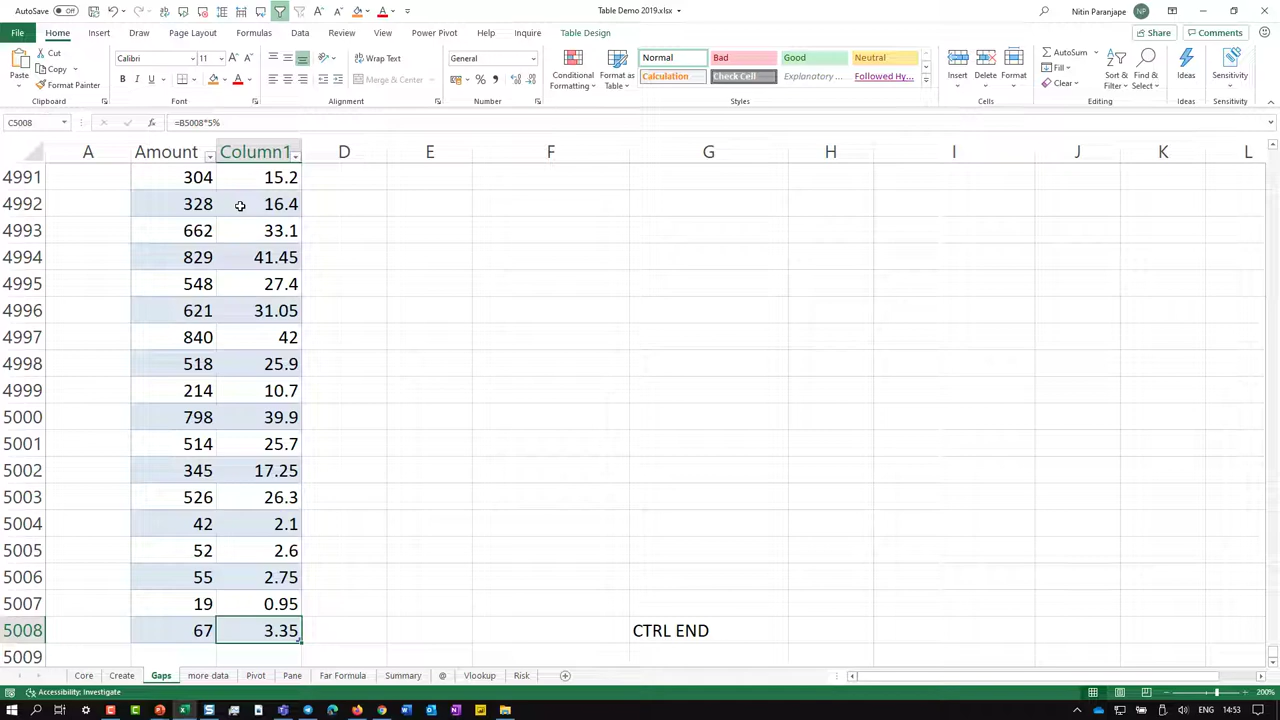 AutoSave Off Table Demo 2019.xlsx Nitin Paranjape NP
File Home Insert Draw Page Layout Formulas Data Review View Power Pivot Help Inquire Table Design Share Comments
Paste Cut Copy Format Painter Clipboard
Calibri 11 A A B I U Font
Wrap Text Merge & Center Alignment
General Number
Conditional Formatting Format as Table Normal Bad Good Neutral Calculation Check Cell Explanatory ... Followed Hy... Styles
Insert Delete Format Cells
AutoSum Fill Clear Sort & Filter Find & Select Editing
Ideas Ideas Sensitivity Sensitivity
C5008 fx =B5008*5%
A Amount Column1 D E F G H I J K L
4991 304 15.2
4992 328 16.4
4993 662 33.1
4994 829 41.45
4995 548 27.4
4996 621 31.05
4997 840 42
4998 518 25.9
4999 214 10.7
5000 798 39.9
5001 514 25.7
5002 345 17.25
5003 526 26.3
5004 42 2.1
5005 52 2.6
5006 55 2.75
5007 19 0.95
5008 67 3.35 CTRL END
5009
Core Create Gaps more data Pivot Pane Far Formula Summary @ Vlookup Risk
Accessibility: Investigate 200%
ENG 14:53